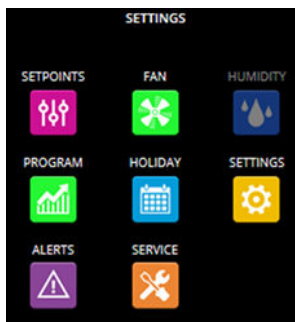 SETTINGS
SETPOINTS FAN HUMIDITY
PROGRAM HOLIDAY SETTINGS
ALERTS SERVICE